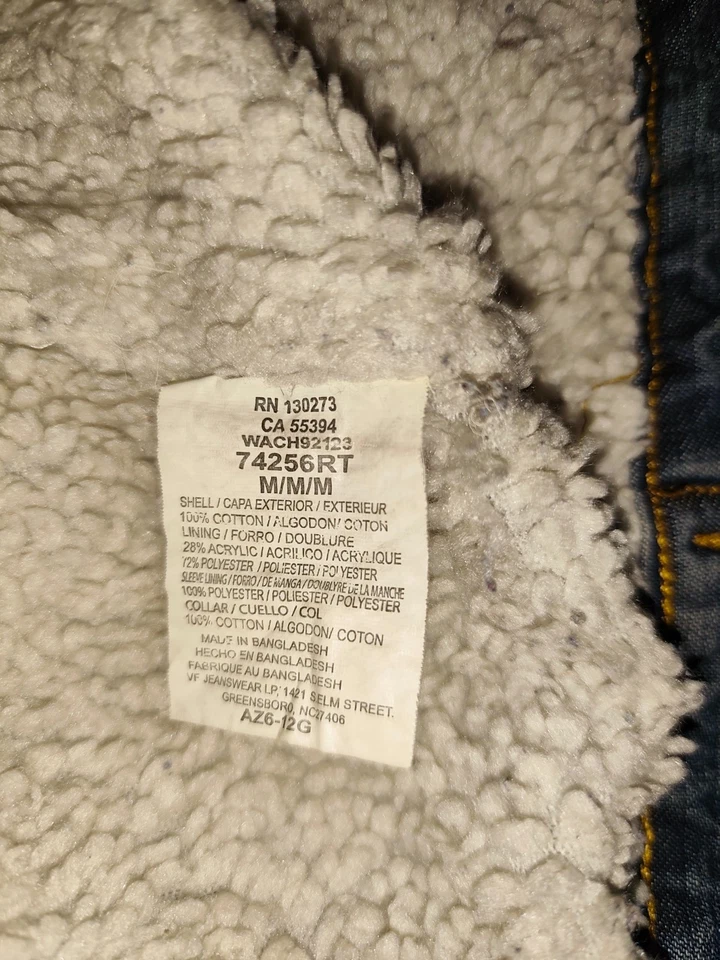 RN 130273
CA 55394
WACH92123
74256RT
M/M/M
SHELL / CAPA EXTERIOR / EXTERIEUR
100% COTTON / ALGODON/ COTON
LINING / FORRO / DOUBLURE
28% ACRYLIC / ACRILICO / ACRYLIQUE
72% POLYESTER / POLIESTER / POLYESTER
SLEEVE LINING / FORRO / DE MANGA / DOUBLYRE DE LA MANCHE
100% POLYESTER / POLIESTER / POLYESTER
COLLAR / CUELLO / COL
100% COTTON / ALGODON/ COTON
MADE IN BANGLADESH
HECHO EN BANGLADESH
FABRIQUE AU BANGLADESH
VF JEANSWEAR LP, 1421 SELM STREET.
GREENSBORO, NC27406
AZ6-12G